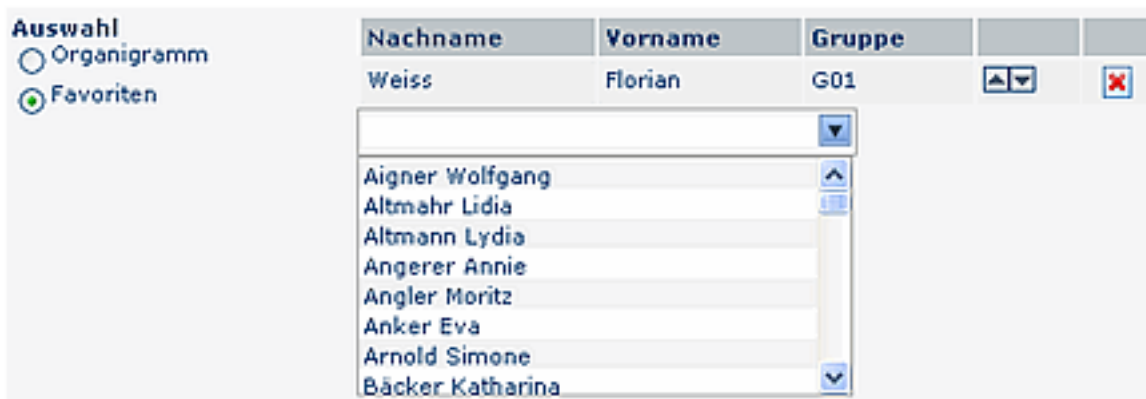 Auswahl
Organigramm
Favoriten
Nachname Vorname Gruppe
Weiss Florian G01
Aigner Wolfgang
Altmahr Lidia
Altmann Lydia
Angerer Annie
Angler Moritz
Anker Eva
Arnold Simone
Bäcker Katharina